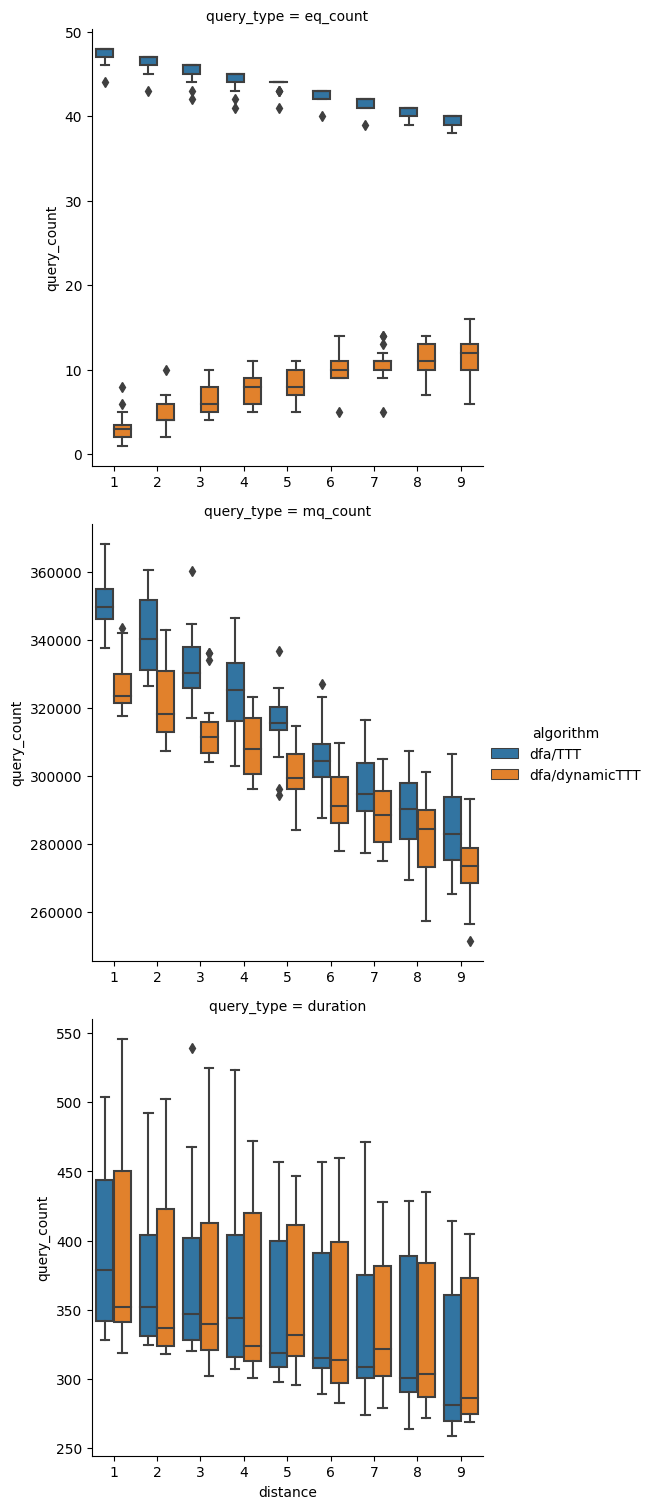 query_type = eq_count
50
40
30
20
10
0
query_count
1 2 3 4 5 6 7 8 9
query_type = mq_count
360000
340000
320000
300000
280000
260000
query_count
1 2 3 4 5 6 7 8 9
algorithm
dfa/TTT
dfa/dynamicTTT
query_type = duration
550
500
450
400
350
300
250
query_count
1 2 3 4 5 6 7 8 9
distance